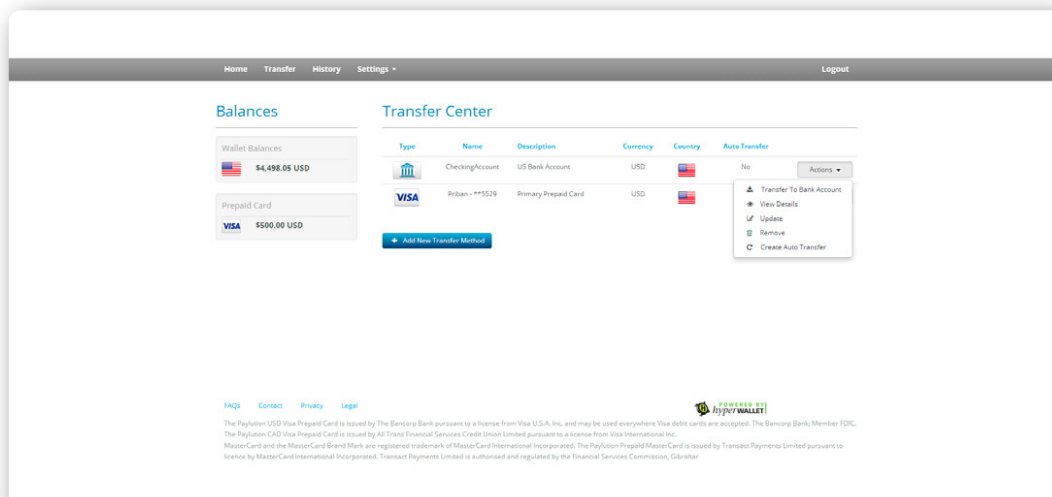 Home Transfer History Settings Logout
Balances
Wallet Balances
$4,498.05 USD
Prepaid Card
VISA $500.00 USD
Transfer Center
Type Name Description Currency Country Auto Transfer
CheckingAccount US Bank Account USD No Actions
VISA Priban - **5529 Primary Prepaid Card USD
Transfer To Bank Account
View Details
Update
Remove
Create Auto Transfer
+ Add New Transfer Method
FAQs Contact Privacy Legal
POWERED BY
hyperWALLET
The Paylution USD Visa Prepaid Card is issued by The Bancorp Bank pursuant to a license from Visa U.S.A. Inc. and may be used everywhere Visa debit cards are accepted. The Bancorp Bank; Member FDIC.
The Paylution CAD Visa Prepaid Card is issued by All Trans Financial Services Credit Union Limited pursuant to a license from Visa International Inc.
MasterCard and the MasterCard Brand Mark are registered trademark of MasterCard International Incorporated. The Paylution Prepaid MasterCard is issued by Transact Payments Limited pursuant to
licence by MasterCard International Incorporated. Transact Payments Limited is authorised and regulated by the Financial Services Commission, Gibraltar